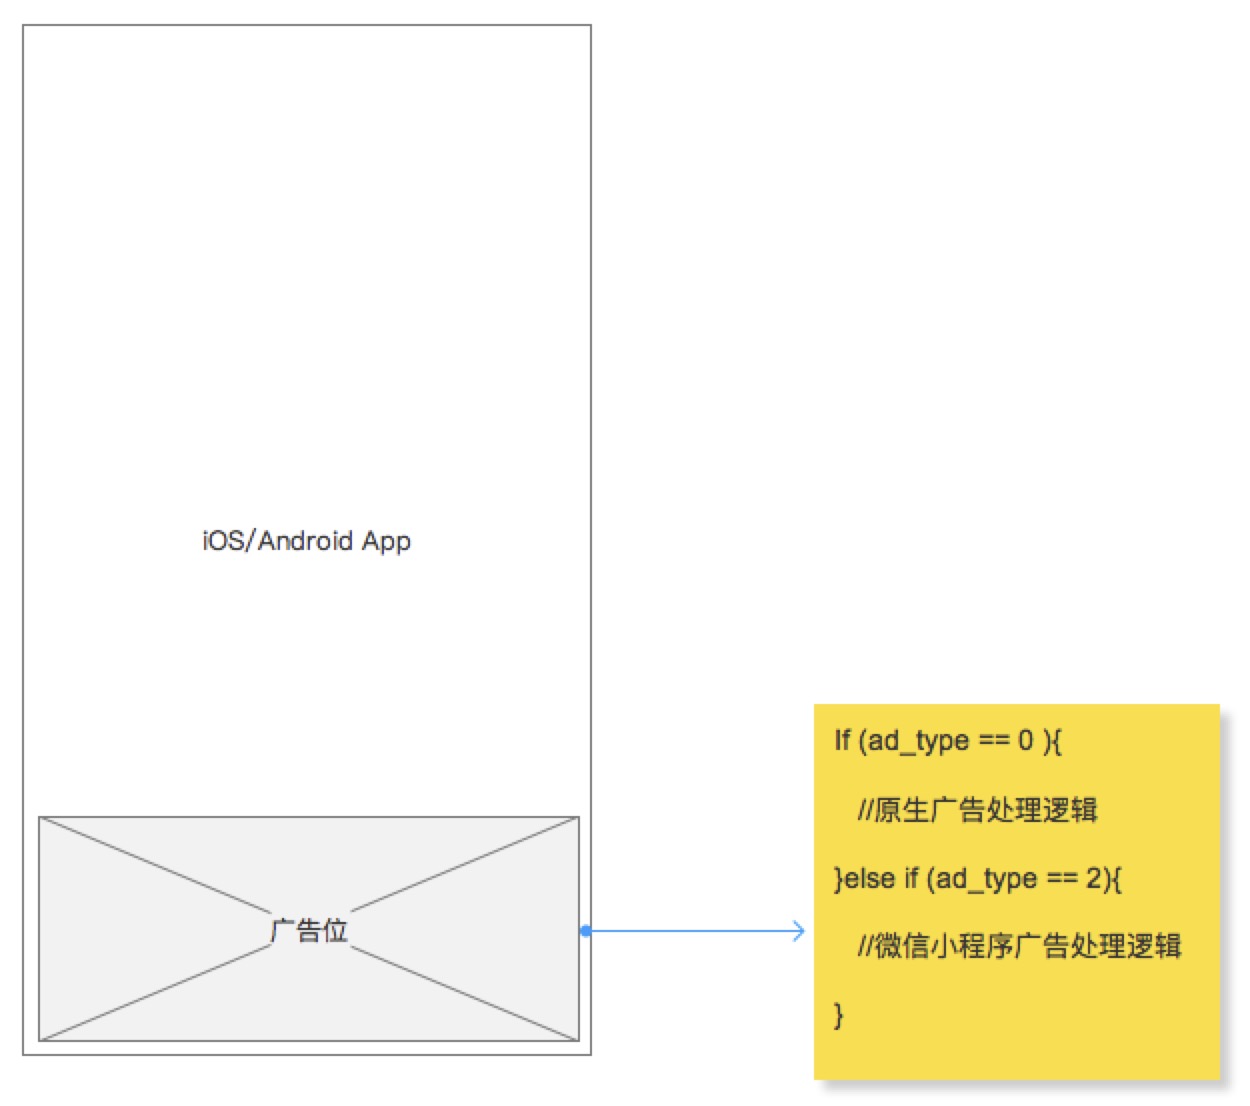 iOS/Android App
广告位
If (ad_type == 0 ){
//原生广告处理逻辑
}else if (ad_type == 2){
//微信小程序广告处理逻辑
}